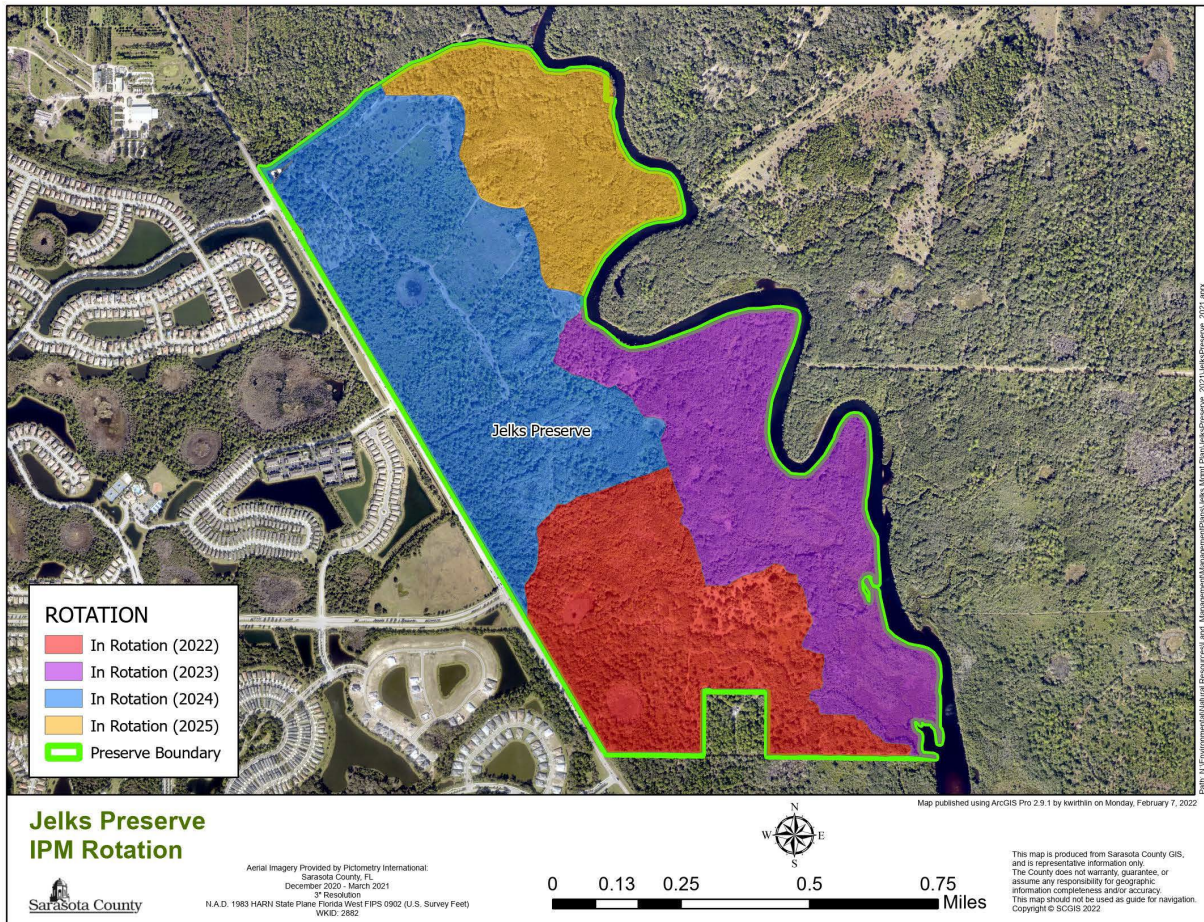 Jelks Preserve
ROTATION
In Rotation (2022)
In Rotation (2023)
In Rotation (2024)
In Rotation (2025)
Preserve Boundary
Jelks Preserve
IPM Rotation
Sarasota County
Aerial Imagery Provided by Pictometry International:
Sarasota County, FL
December 2020 - March 2021
3" Resolution
N.A.D. 1983 HARN State Plane Florida West FIPS 0902 (U.S. Survey Feet)
WKID: 2882
N
W E
S
0 0.13 0.25 0.5 0.75
Miles
Map published using ArcGIS Pro 2.9.1 by kwirthlin on Monday, February 7, 2022
This map is produced from Sarasota County GIS,
and is representative information only.
The County does not warranty, guarantee, or
assume any responsibility for geographic
information completeness and/or accuracy.
This map should not be used as guide for navigation.
Copyright © SCGIS 2022